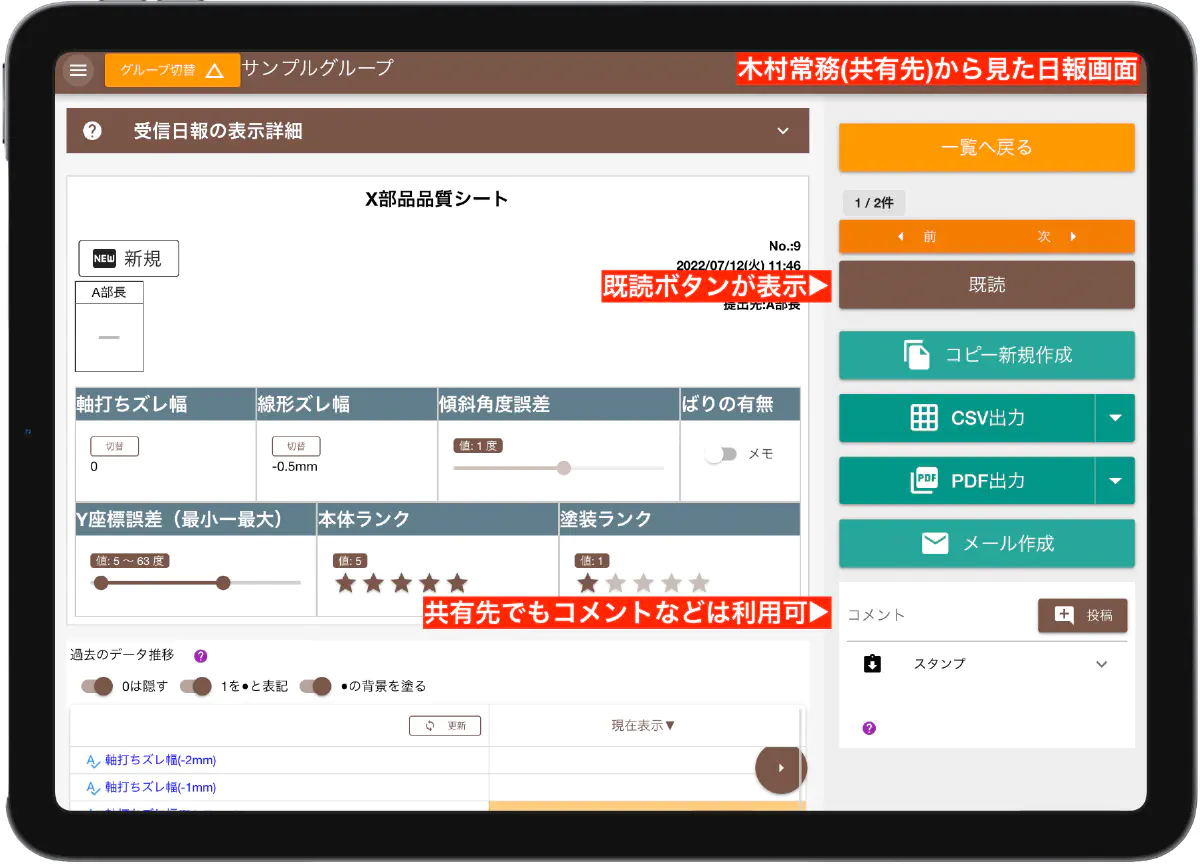 グループ切替
サンプルグループ
木村常務(共有先)から見た日報画面
受信日報の表示詳細
一覧へ戻る
X部品品質シート
1 / 2件
前
次
NEW 新規
No.:9
2022/07/12(火) 11:46
既読ボタンが表示▶
既読
提出先:A部長
A部長
コピー新規作成
軸打ちズレ幅
線形ズレ幅
傾斜角度誤差
ばりの有無
切替
0
切替
-0.5mm
値: 1 度
メモ
CSV出力
PDF PDF出力
Y座標誤差（最小ー最大）
本体ランク
塗装ランク
値: 5 〜 63 度
値: 5
値: 1
メール作成
共有先でもコメントなどは利用可▶
コメント
投稿
過去のデータ推移
スタンプ
0は隠す
1を●と表記
●の背景を塗る
更新
現在表示▼
軸打ちズレ幅(-2mm)
軸打ちズレ幅(-1mm)